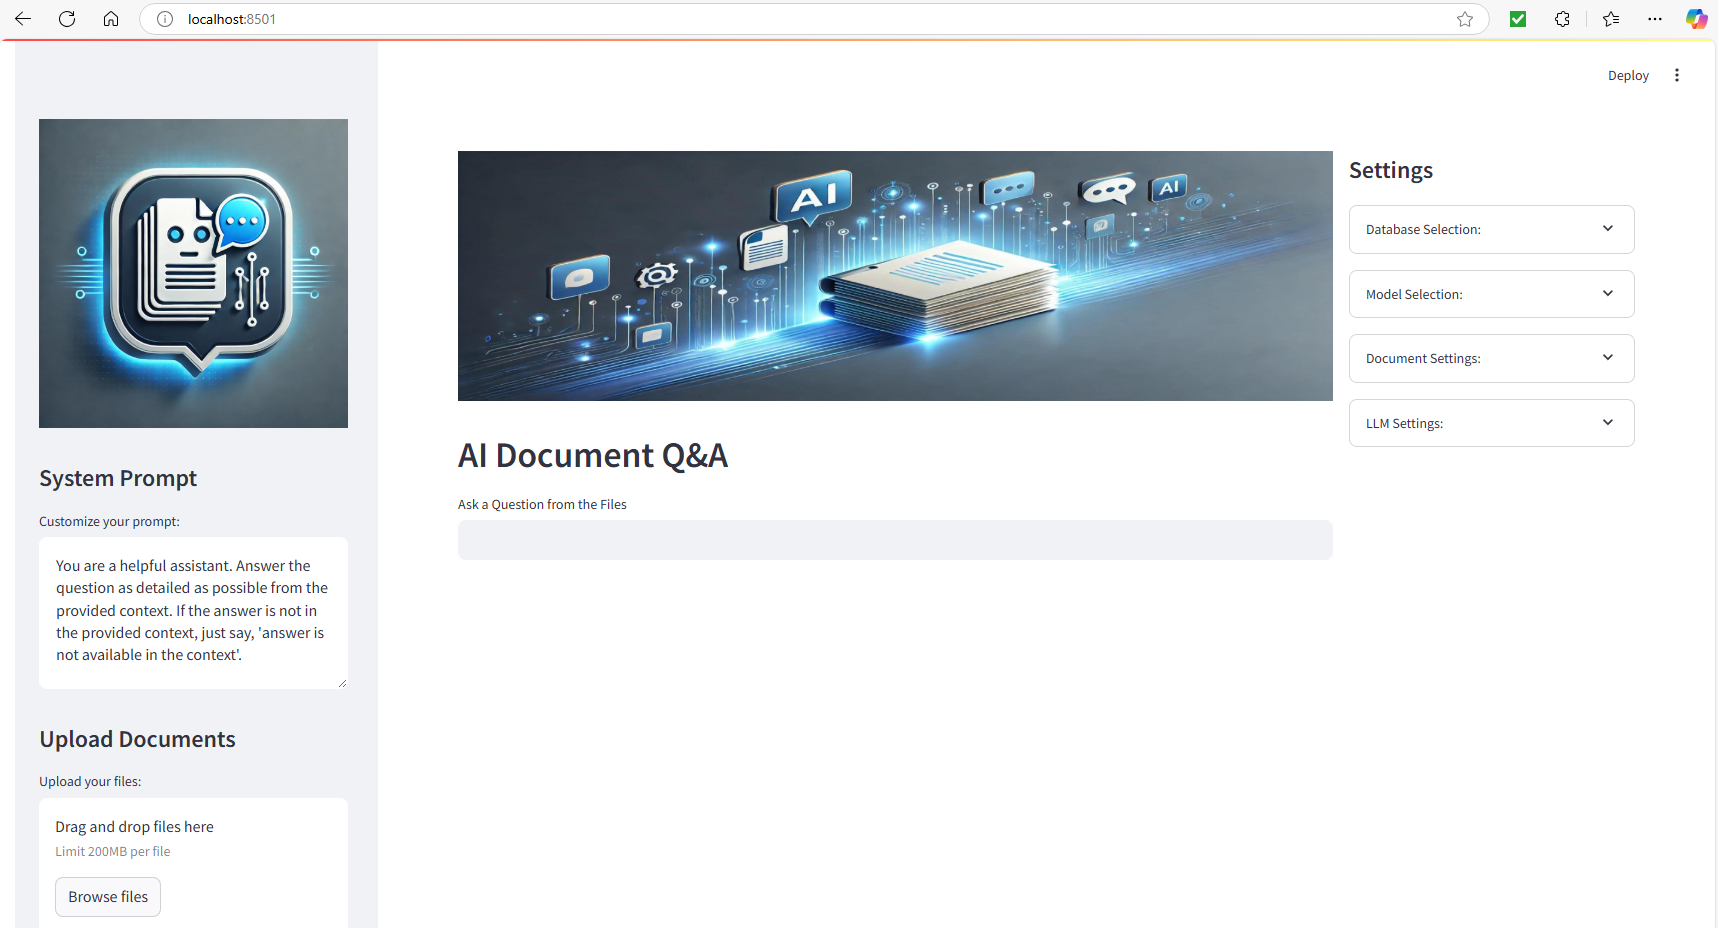 localhost:8501
Deploy
System Prompt
Customize your prompt:
You are a helpful assistant. Answer the
question as detailed as possible from the
provided context. If the answer is not in
the provided context, just say, 'answer is
not available in the context'.
Upload Documents
Upload your files:
Drag and drop files here
Limit 200MB per file
Browse files
AI
AI
AI Document Q&A
Ask a Question from the Files
Settings
Database Selection:
Model Selection:
Document Settings:
LLM Settings: